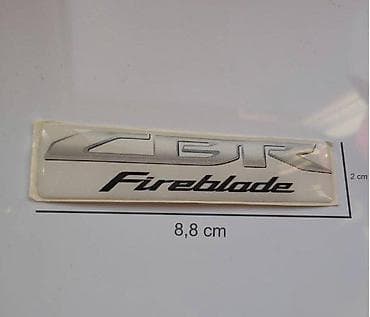 CBR
Fireblade
2 cm
8,8 cm